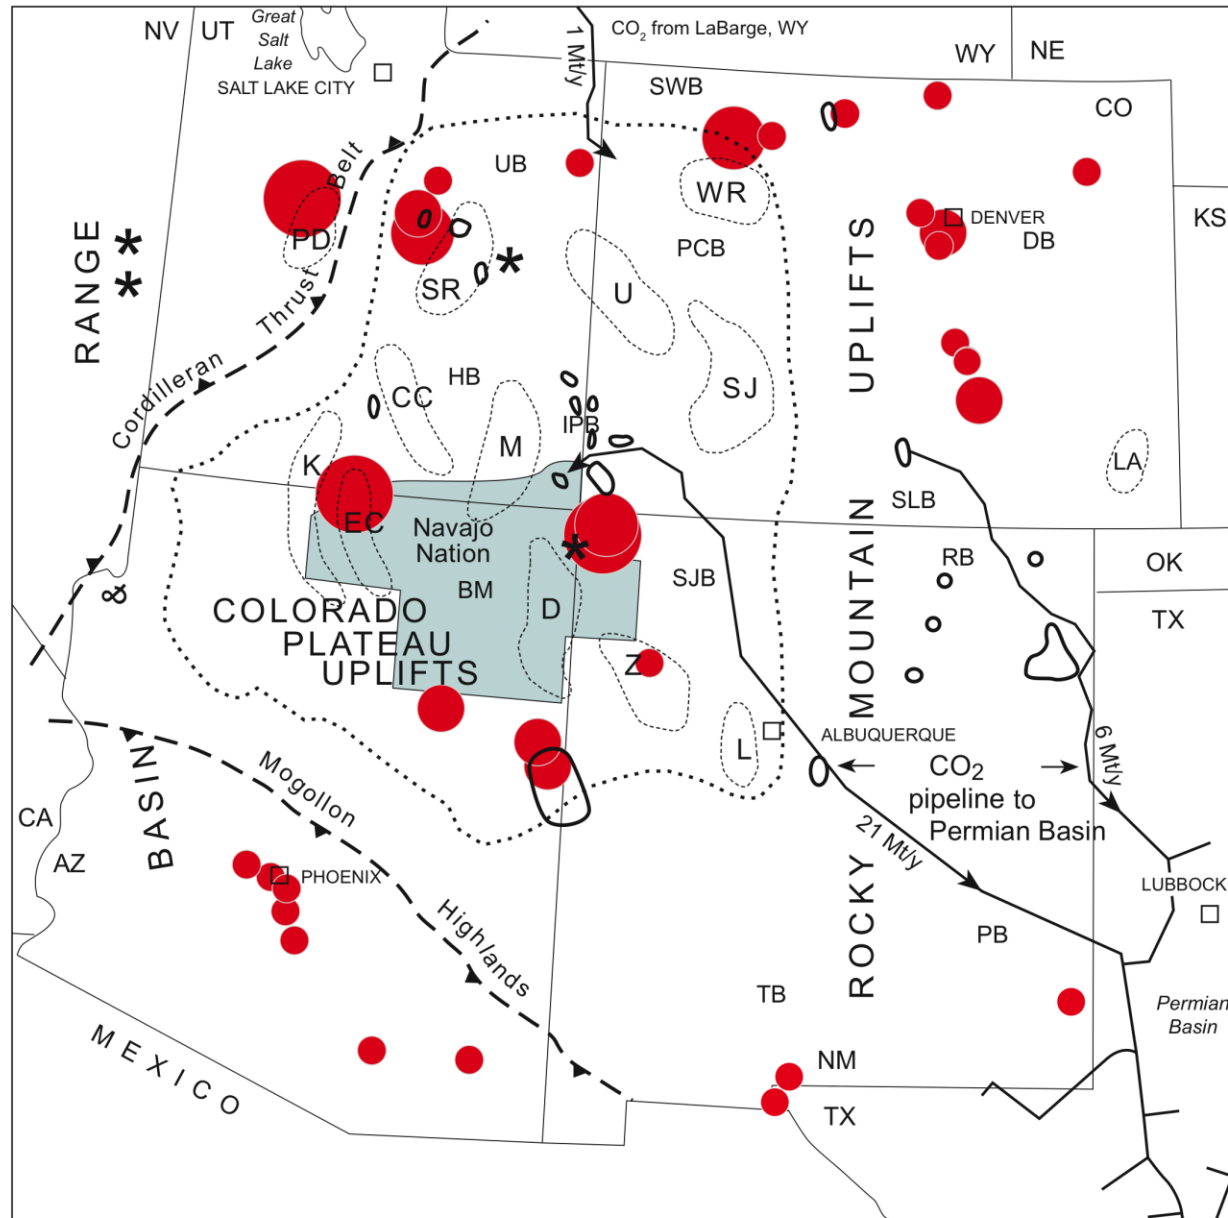 NV
UT
Great
Salt
Lake
SALT LAKE CITY
1 Mt/y
CO2 from LaBarge, WY
WY
NE
SWB
CO
UB
WR
KS
DENVER
DB
PCB
PD
SR
U
RANGE
Cordilleran Thrust Belt
CC
HB
M
IPB
SJ
K
LA
SLB
EC
Navajo
Nation
BM
D
SJB
RB
OK
TX
&
COLORADO
PLATEAU
UPLIFTS
Z
L
ALBUQUERQUE
CO2
pipeline to
Permian Basin
6 Mt/y
21 Mt/y
BASIN
Mogollon Highlands
CA
AZ
PHOENIX
ROCKY MOUNTAIN UPLIFTS
LUBBOCK
PB
TB
Permian
Basin
MEXICO
NM
TX